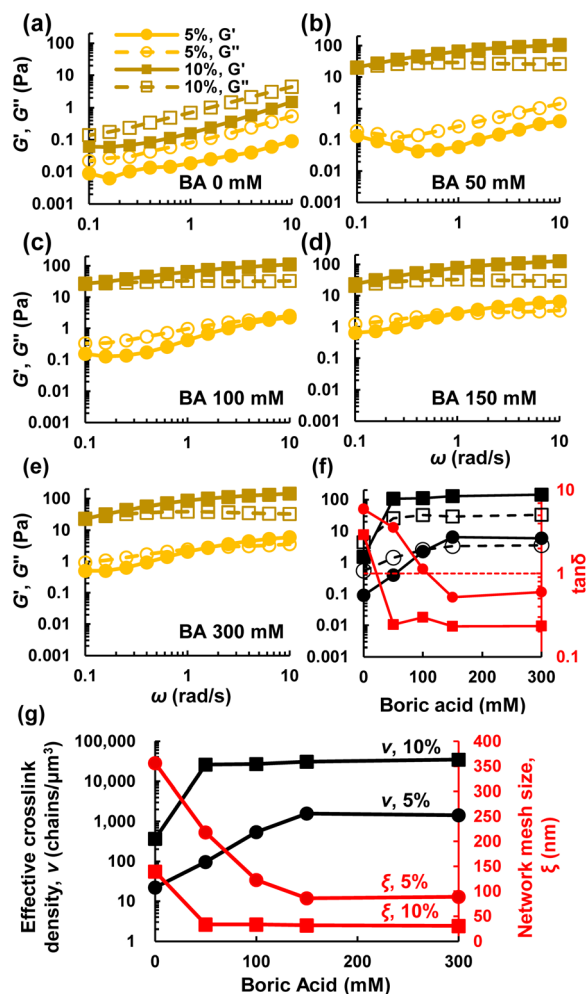 (a)
5%, G'
5%, G"
10%, G'
10%, G"
G', G" (Pa)
100
10
1
0.1
0.01
0.001
0.1 1 10
BA 0 mM
(b)
100
10
1
0.1
0.01
0.001
0.1 1 10
BA 50 mM
(c)
G', G" (Pa)
100
10
1
0.1
0.01
0.001
0.1 1 10
BA 100 mM
ω (rad/s)
(d)
100
10
1
0.1
0.01
0.001
0.1 1 10
BA 150 mM
(e)
G', G" (Pa)
100
10
1
0.1
0.01
0.001
0.1 1 10
BA 300 mM
ω (rad/s)
(f)
100
10
1
0.1
0.01
0.001
0 100 200 300
Boric acid (mM)
10
1
0.1
tanδ
(g)
Effective crosslink
density, ν (chains/µm³)
100,000
10,000
1,000
100
10
1
ν, 10%
ν, 5%
ξ, 5%
ξ, 10%
400
350
300
250
200
150
100
50
0
Network mesh size,
ξ (nm)
0 100 200 300
Boric Acid (mM)